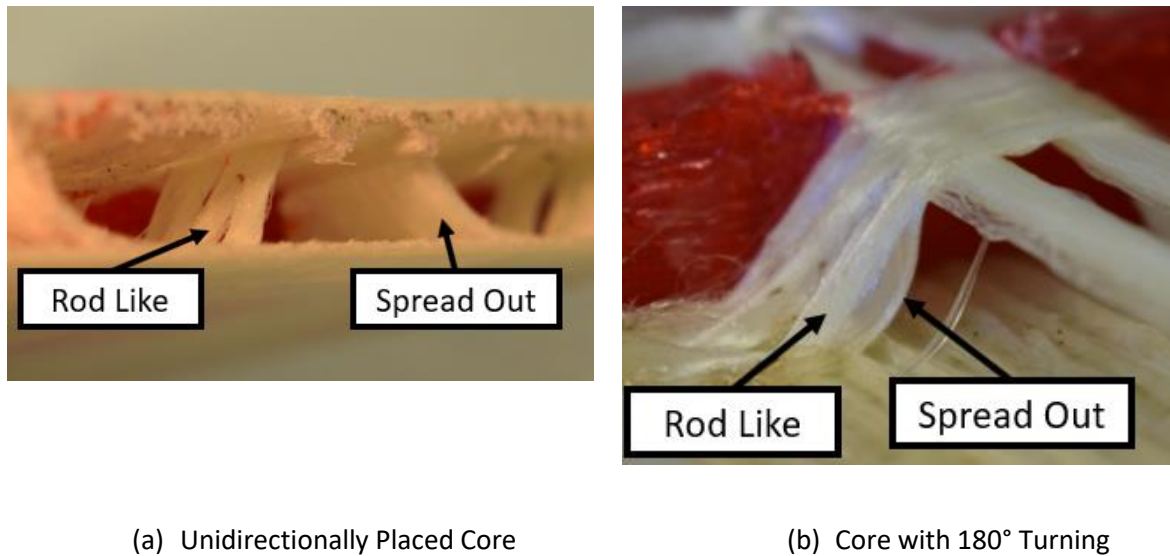 Rod Like
Spread Out
Rod Like
Spread Out
(a) Unidirectionally Placed Core
(b) Core with 180° Turning